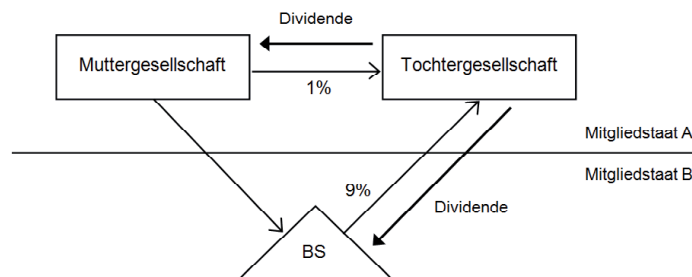 Dividende
Muttergesellschaft
Tochtergesellschaft
1%
Mitgliedstaat A
Mitgliedstaat B
9%
Dividende
BS